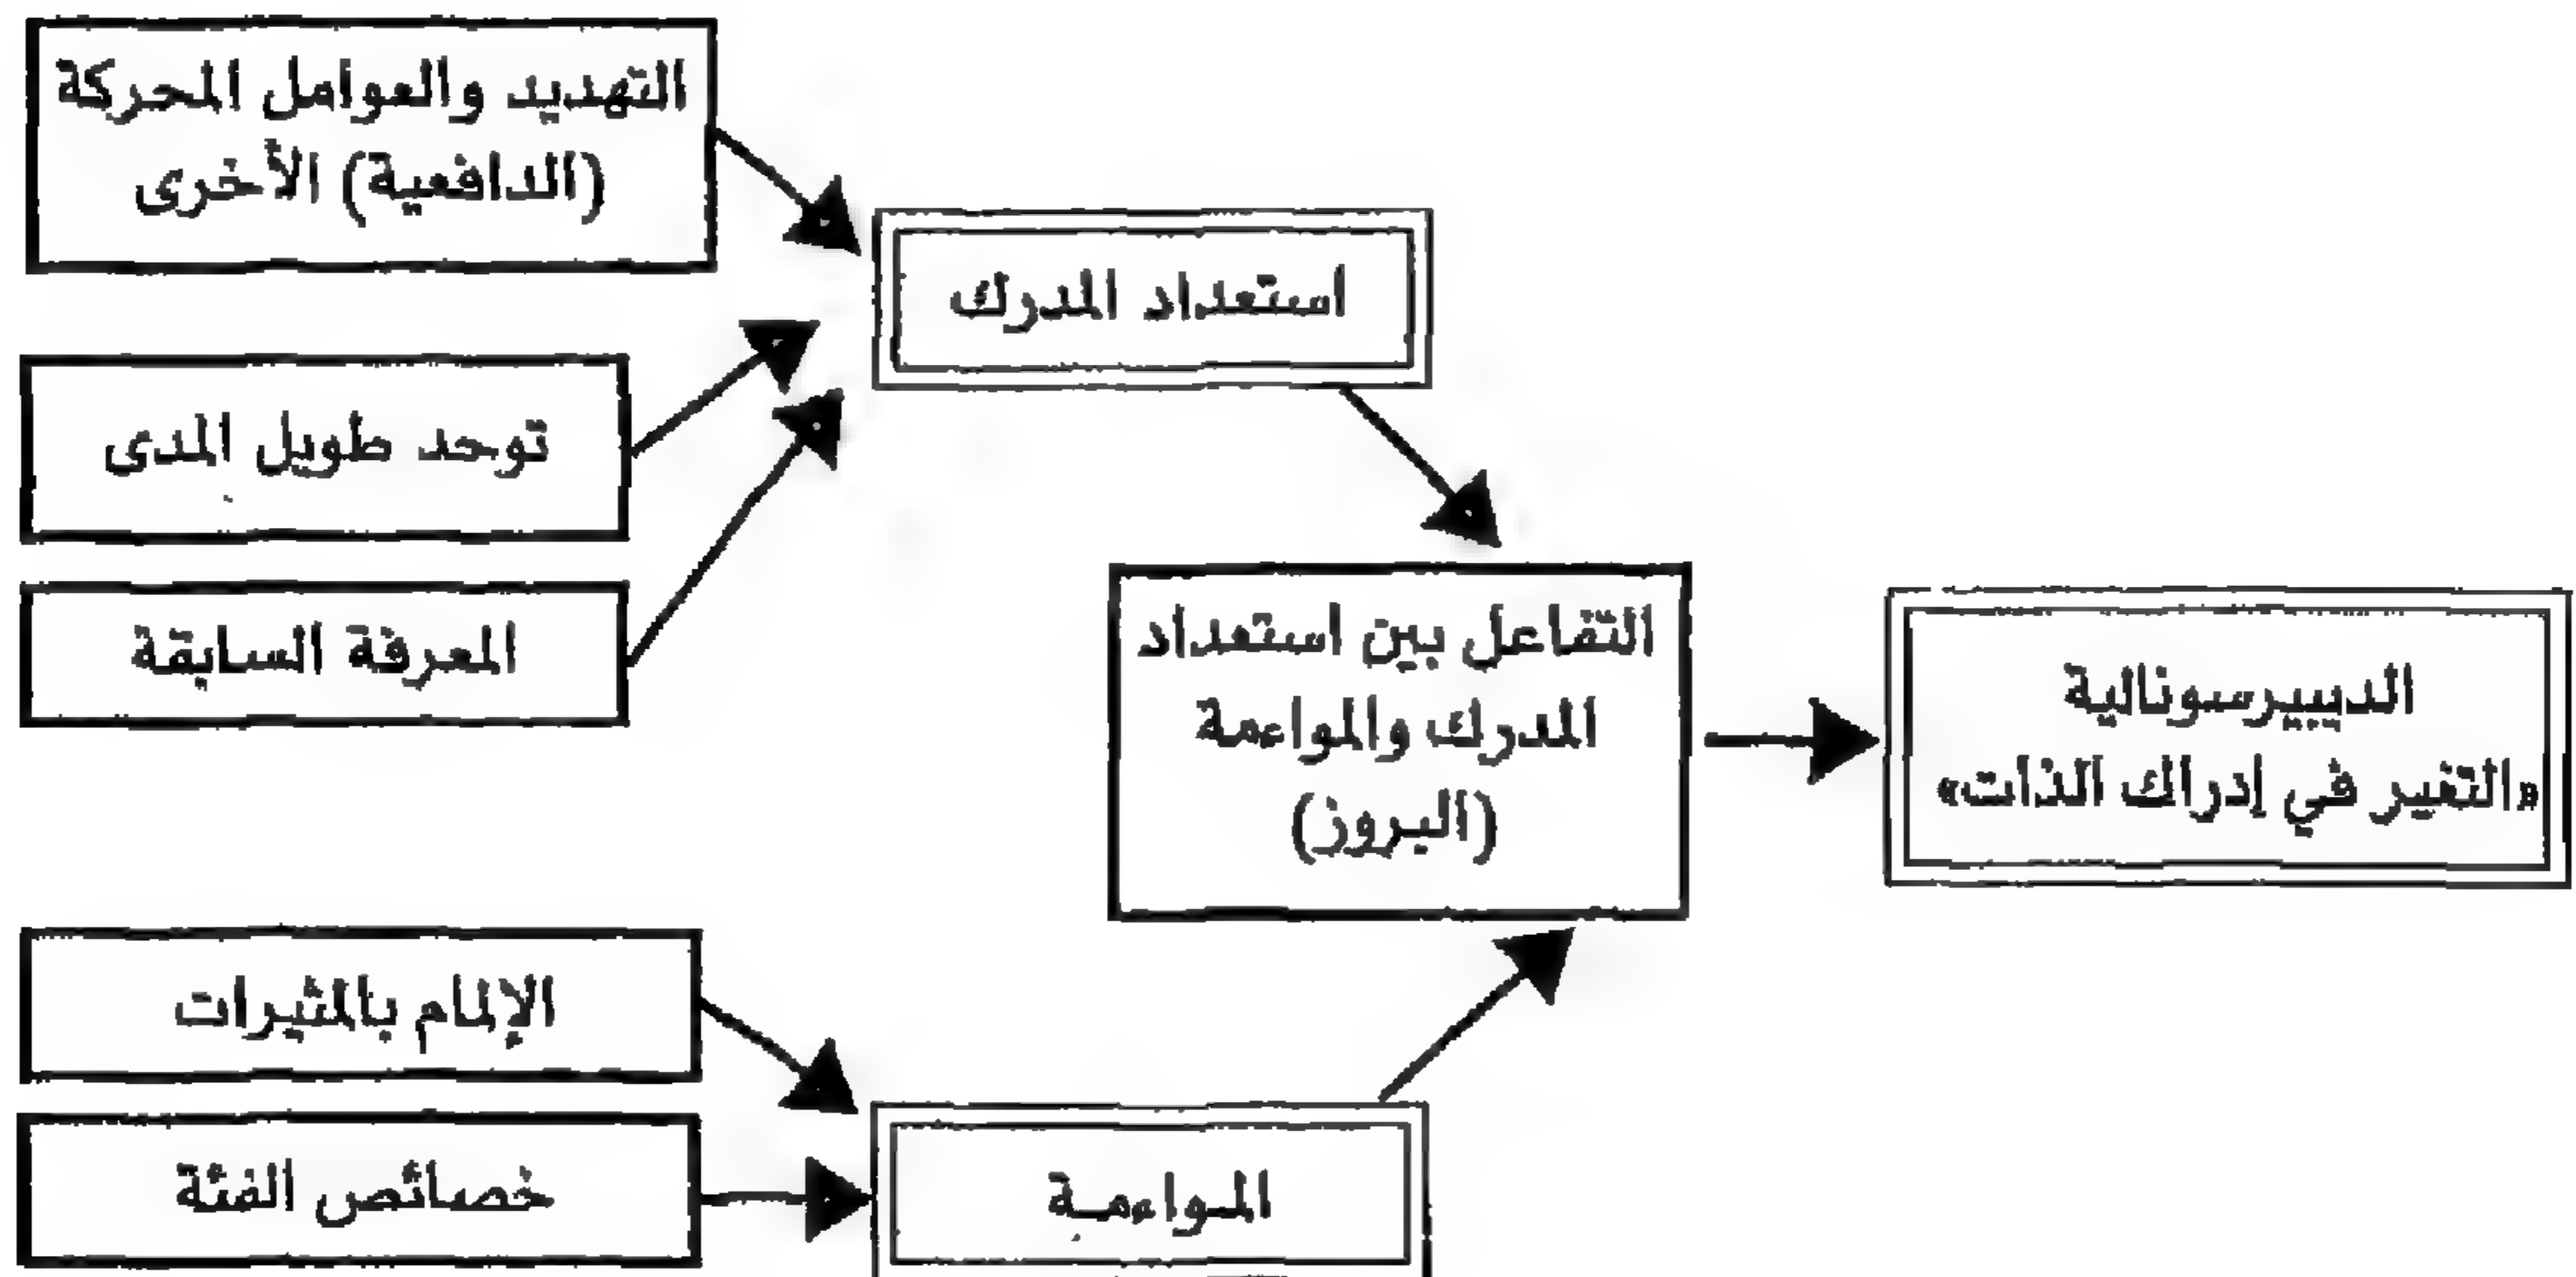 التهديد والعوامل المحركة
(الدافعية) الأخرى
استعداد المدرك
توحد طويل المدى
المعرفة السابقة
التفاعل بين استعداد
المدرك والمواءمة
(البروز)
الديبيرسونالية
«التغير في إدراك الذات»
الإلمام بالمثيرات
خصائص الفئة
المواءمة